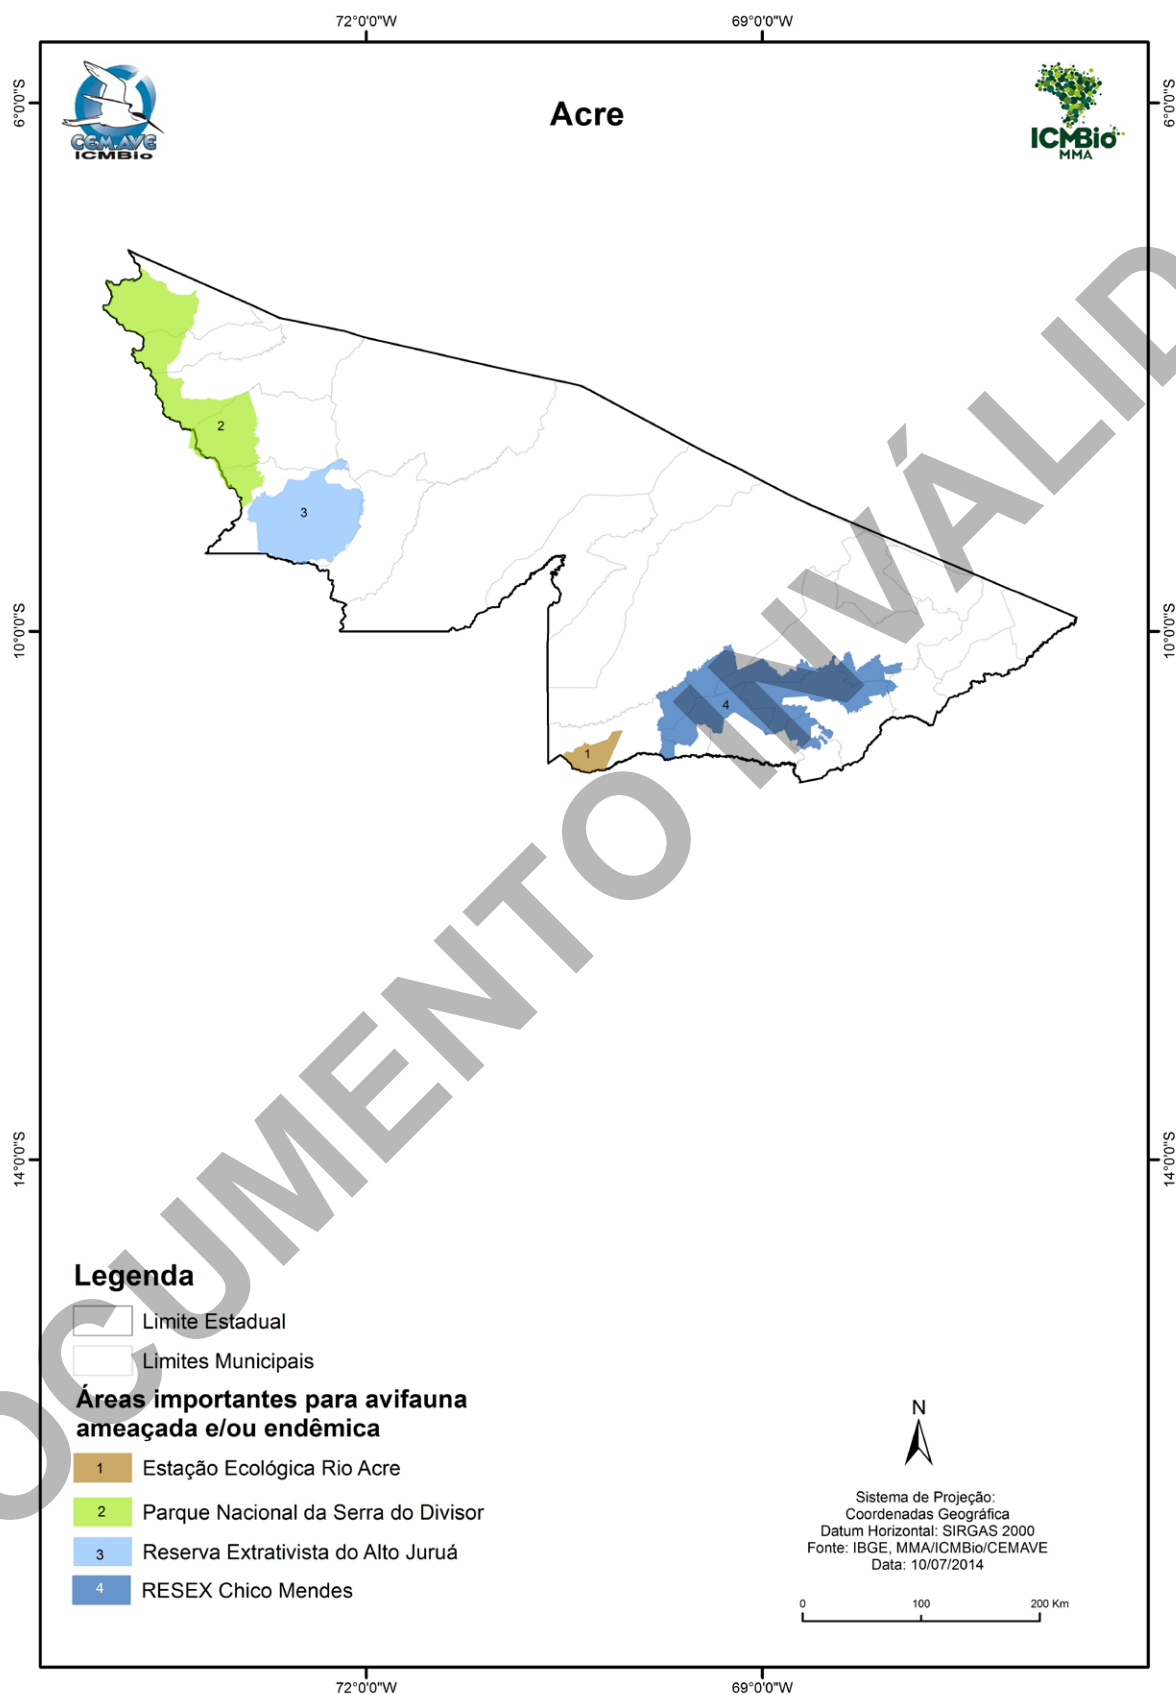 72°0'0"W
69°0'0"W
6°0'0"S
6°0'0"S
CEMAVE
ICMBio
Acre
ICMBio
MMA
2
3
10°0'0"S
10°0'0"S
4
1
DOCUMENTO INVÁLID
14°0'0"S
14°0'0"S
Legenda
Limite Estadual
Limites Municipais
Áreas importantes para avifauna
ameaçada e/ou endêmica
1 Estação Ecológica Rio Acre
2 Parque Nacional da Serra do Divisor
3 Reserva Extrativista do Alto Juruá
4 RESEX Chico Mendes
N
Sistema de Projeção:
Coordenadas Geográfica
Datum Horizontal: SIRGAS 2000
Fonte: IBGE, MMA/ICMBio/CEMAVE
Data: 10/07/2014
0 100 200 Km
72°0'0"W
69°0'0"W